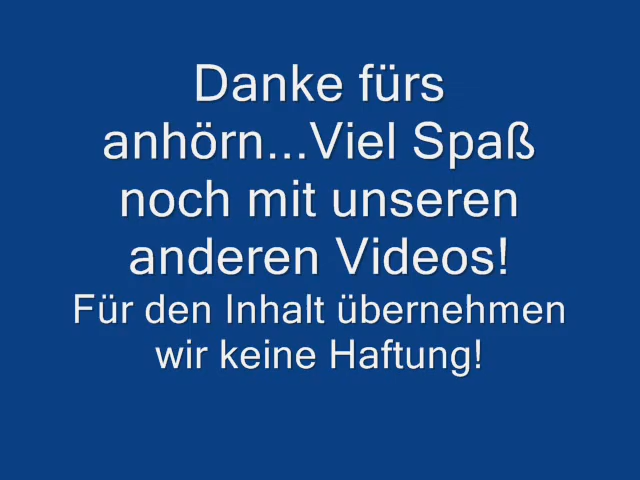 Danke fürs
anhörn...Viel Spaß
noch mit unseren
anderen Videos!
Für den Inhalt übernehmen
wir keine Haftung!